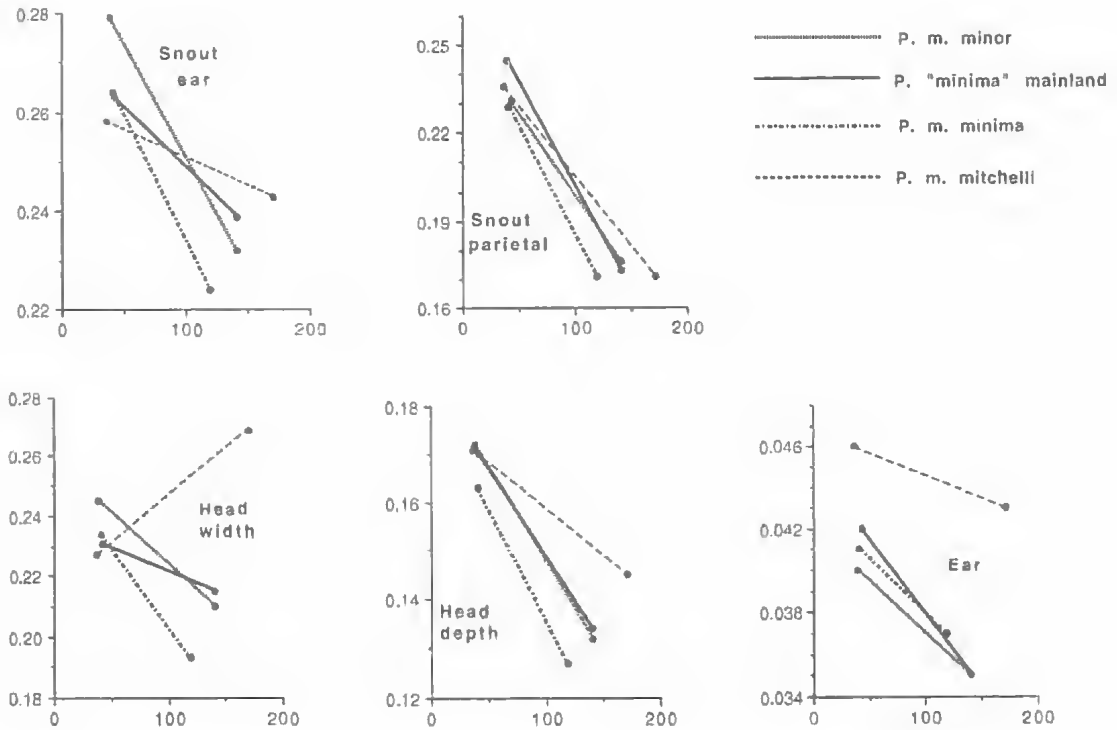 0.28
0.26
0.24
0.22
0
100
200
Snout
ear
0.25
0.22
0.19
0.16
0
100
200
Snout
parietal
P. m. minor
P. "minima" mainland
P. m. minima
P. m. mitchelli
0.28
0.26
0.24
0.22
0.20
0.18
0
100
200
Head
width
0.18
0.16
0.14
0.12
0
100
200
Head
depth
0.046
0.042
0.038
0.034
0
100
200
Ear